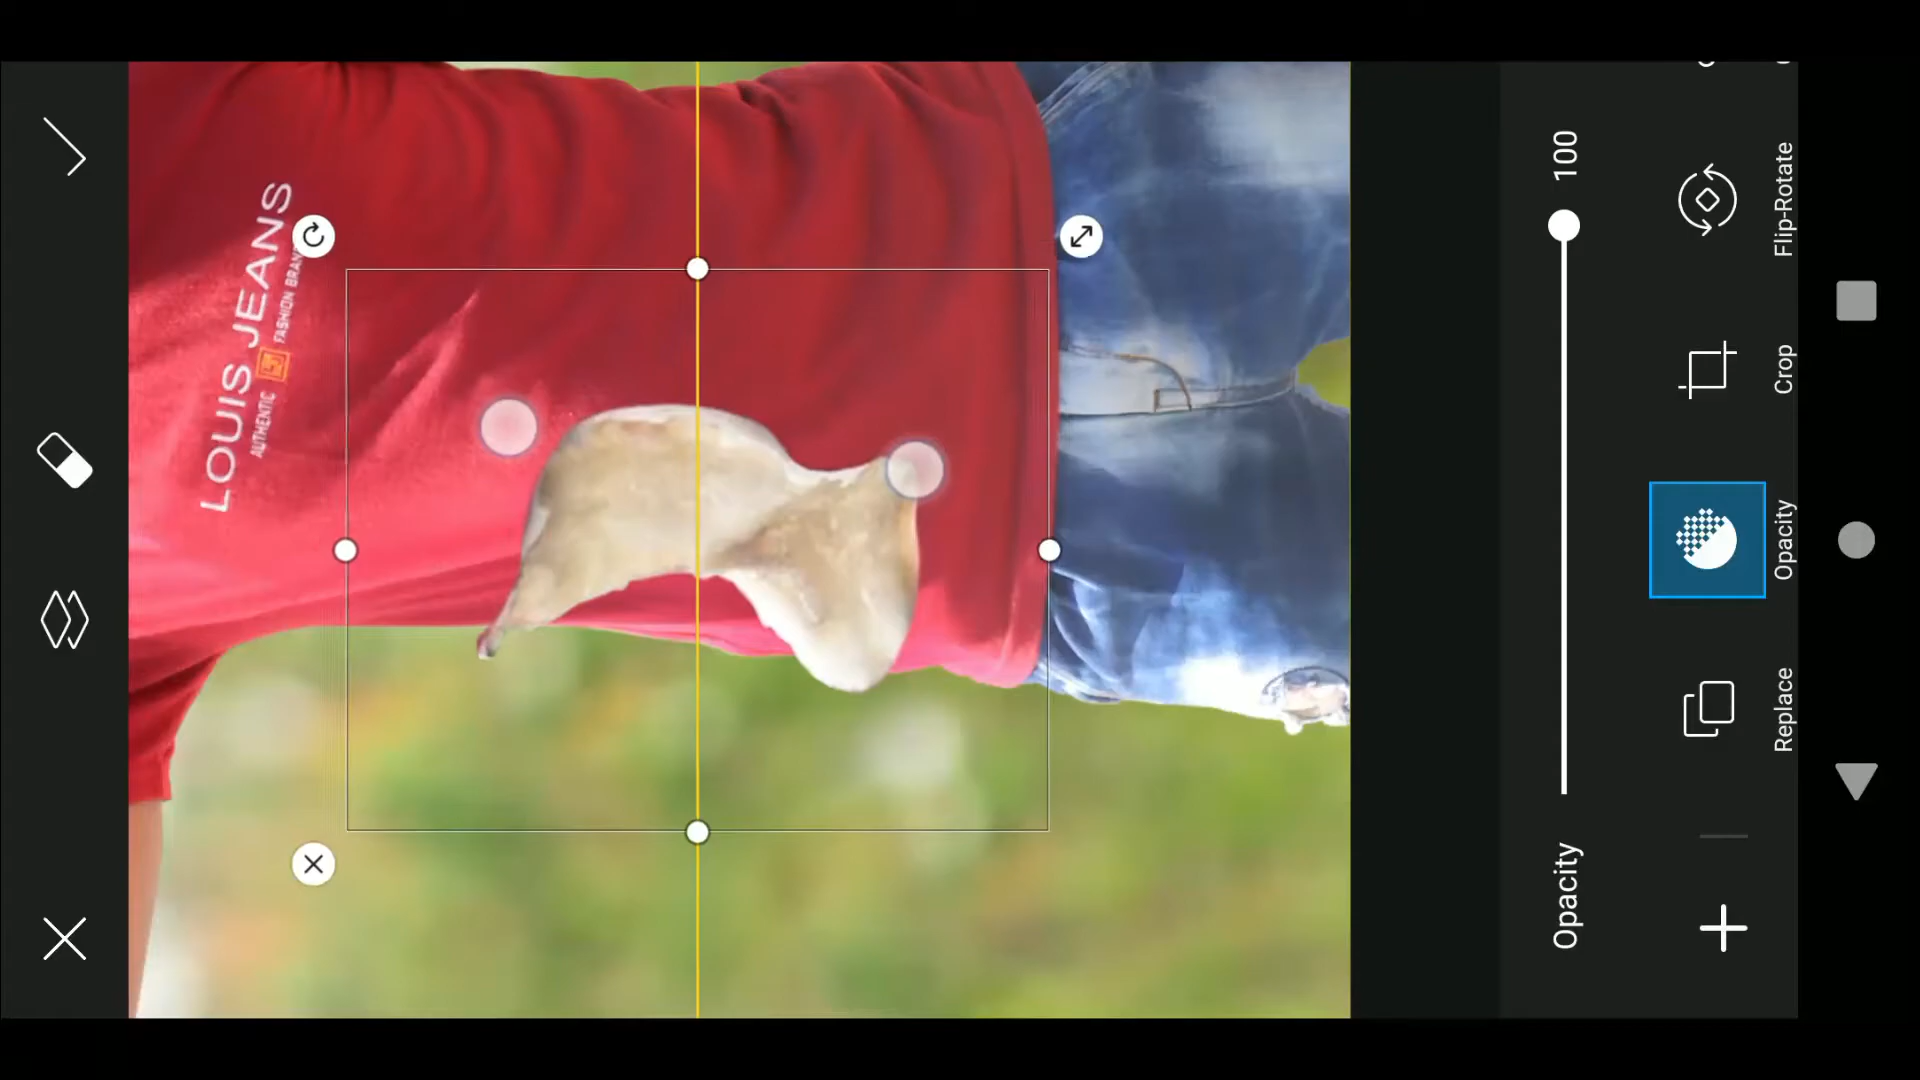 LOUIS JEANS
AUTHENTIC FASHION BRAN
Opacity
100
Replace
Opacity
Crop
Flip-Rotate